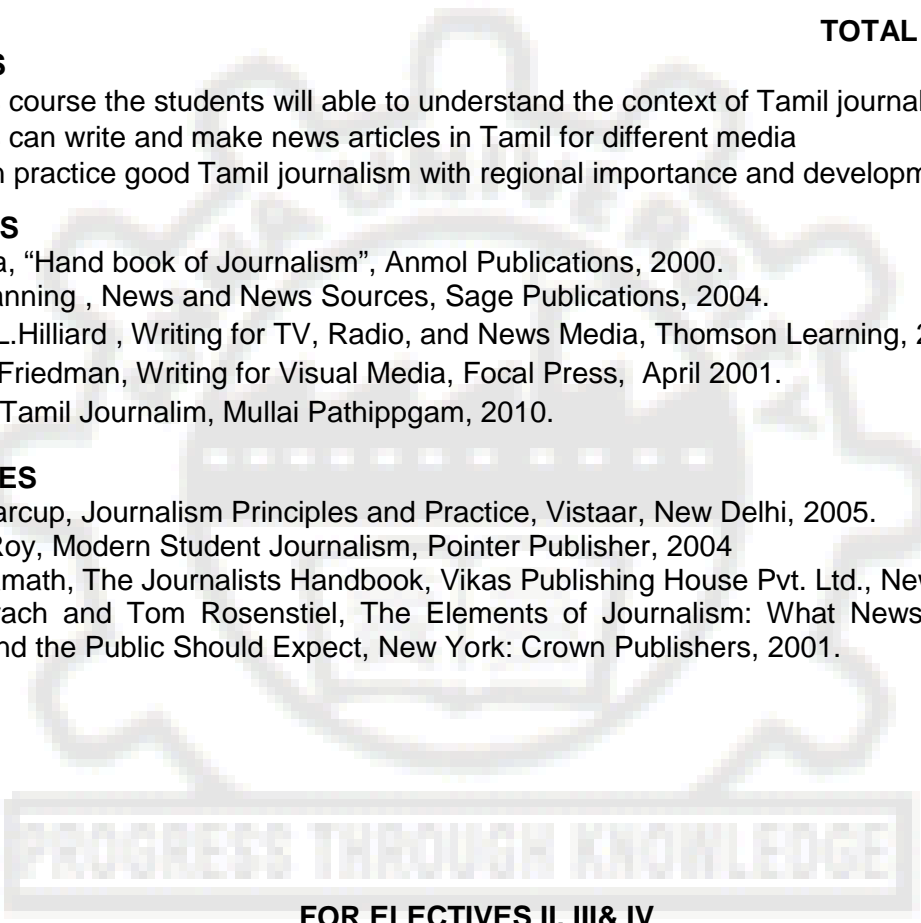 TOTAL
S
course the students will able to understand the context of Tamil journal
can write and make news articles in Tamil for different media
n practice good Tamil journalism with regional importance and developm
S
a, “Hand book of Journalism”, Anmol Publications, 2000.
anning , News and News Sources, Sage Publications, 2004.
L.Hilliard , Writing for TV, Radio, and News Media, Thomson Learning, 2
Friedman, Writing for Visual Media, Focal Press, April 2001.
Tamil Journalim, Mullai Pathippgam, 2010.
ES
arcup, Journalism Principles and Practice, Vistaar, New Delhi, 2005.
Roy, Modern Student Journalism, Pointer Publisher, 2004
math, The Journalists Handbook, Vikas Publishing House Pvt. Ltd., New
ach and Tom Rosenstiel, The Elements of Journalism: What News
nd the Public Should Expect, New York: Crown Publishers, 2001.
PROGRESS THROUGH KNOWLEDGE
FOR ELECTIVES II, III& IV